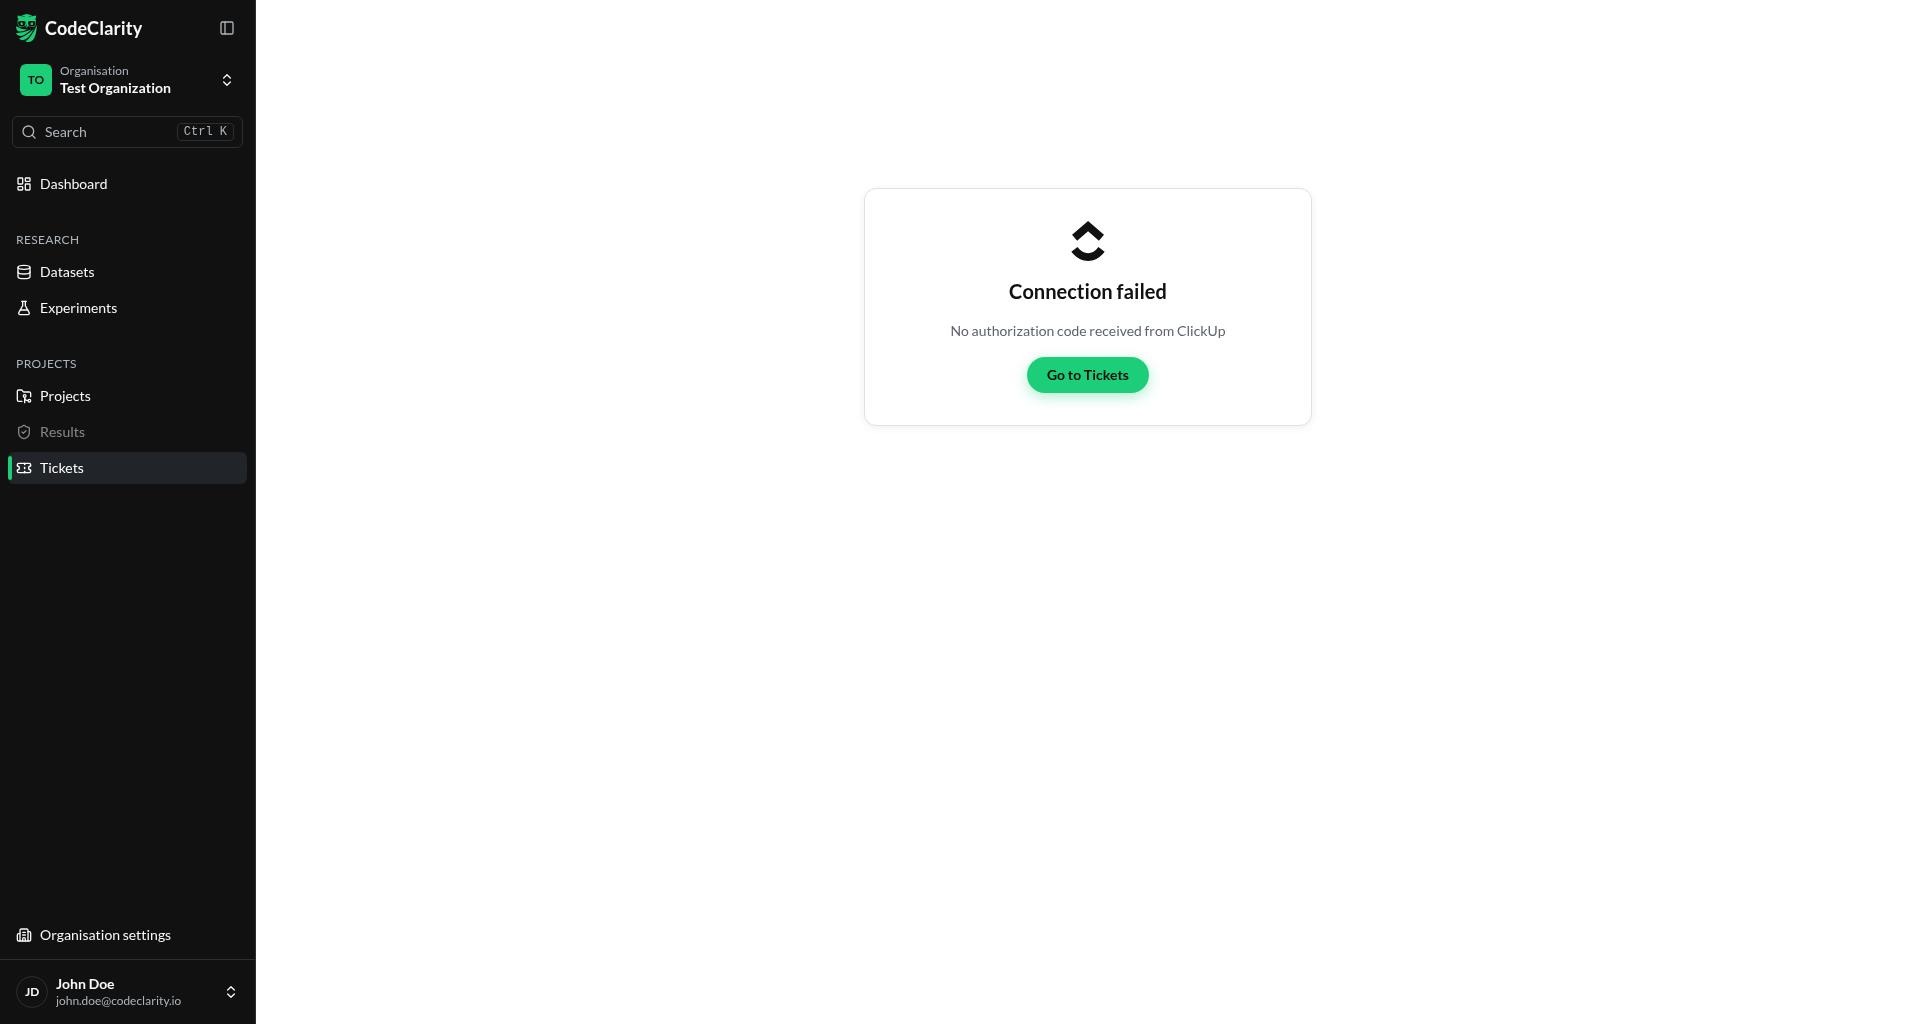 CodeClarity
TO
Organisation
Test Organization
Search
Ctrl K
Dashboard
RESEARCH
Datasets
Experiments
PROJECTS
Projects
Results
Tickets
Connection failed
No authorization code received from ClickUp
Go to Tickets
Organisation settings
JD
John Doe
john.doe@codeclarity.io